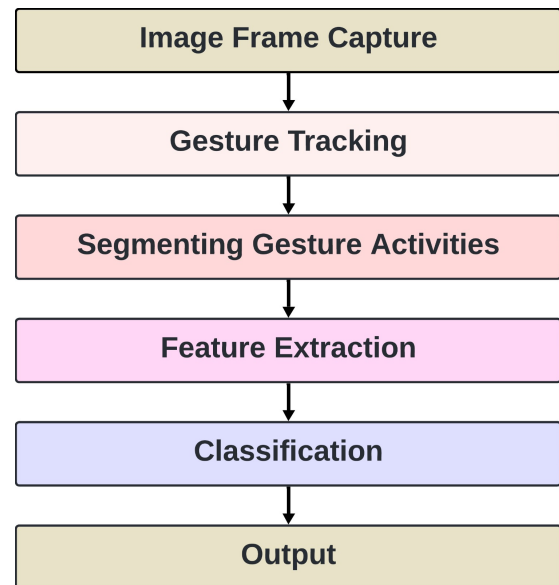 Image Frame Capture
Gesture Tracking
Segmenting Gesture Activities
Feature Extraction
Classification
Output